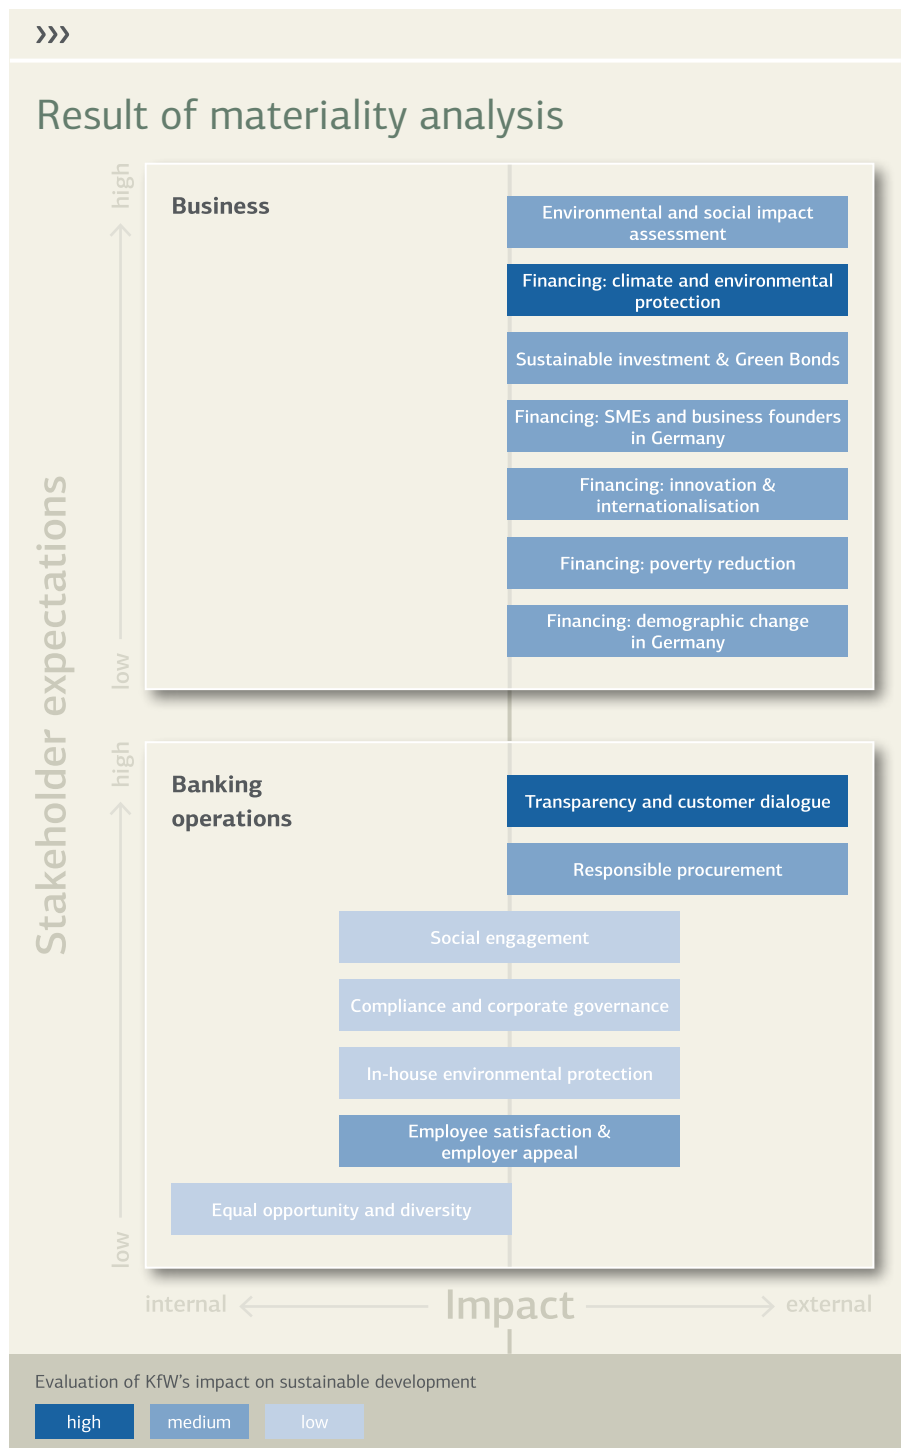 Result of materiality analysis
Stakeholder expectations
high
low
Business
Environmental and social impact
assessment
Financing: climate and environmental
protection
Sustainable investment & Green Bonds
Financing: SMEs and business founders
in Germany
Financing: innovation &
internationalisation
Financing: poverty reduction
Financing: demographic change
in Germany
high
low
Banking
operations
Transparency and customer dialogue
Responsible procurement
Social engagement
Compliance and corporate governance
In-house environmental protection
Employee satisfaction &
employer appeal
Equal opportunity and diversity
internal
Impact
external
Evaluation of KfW's impact on sustainable development
high
medium
low